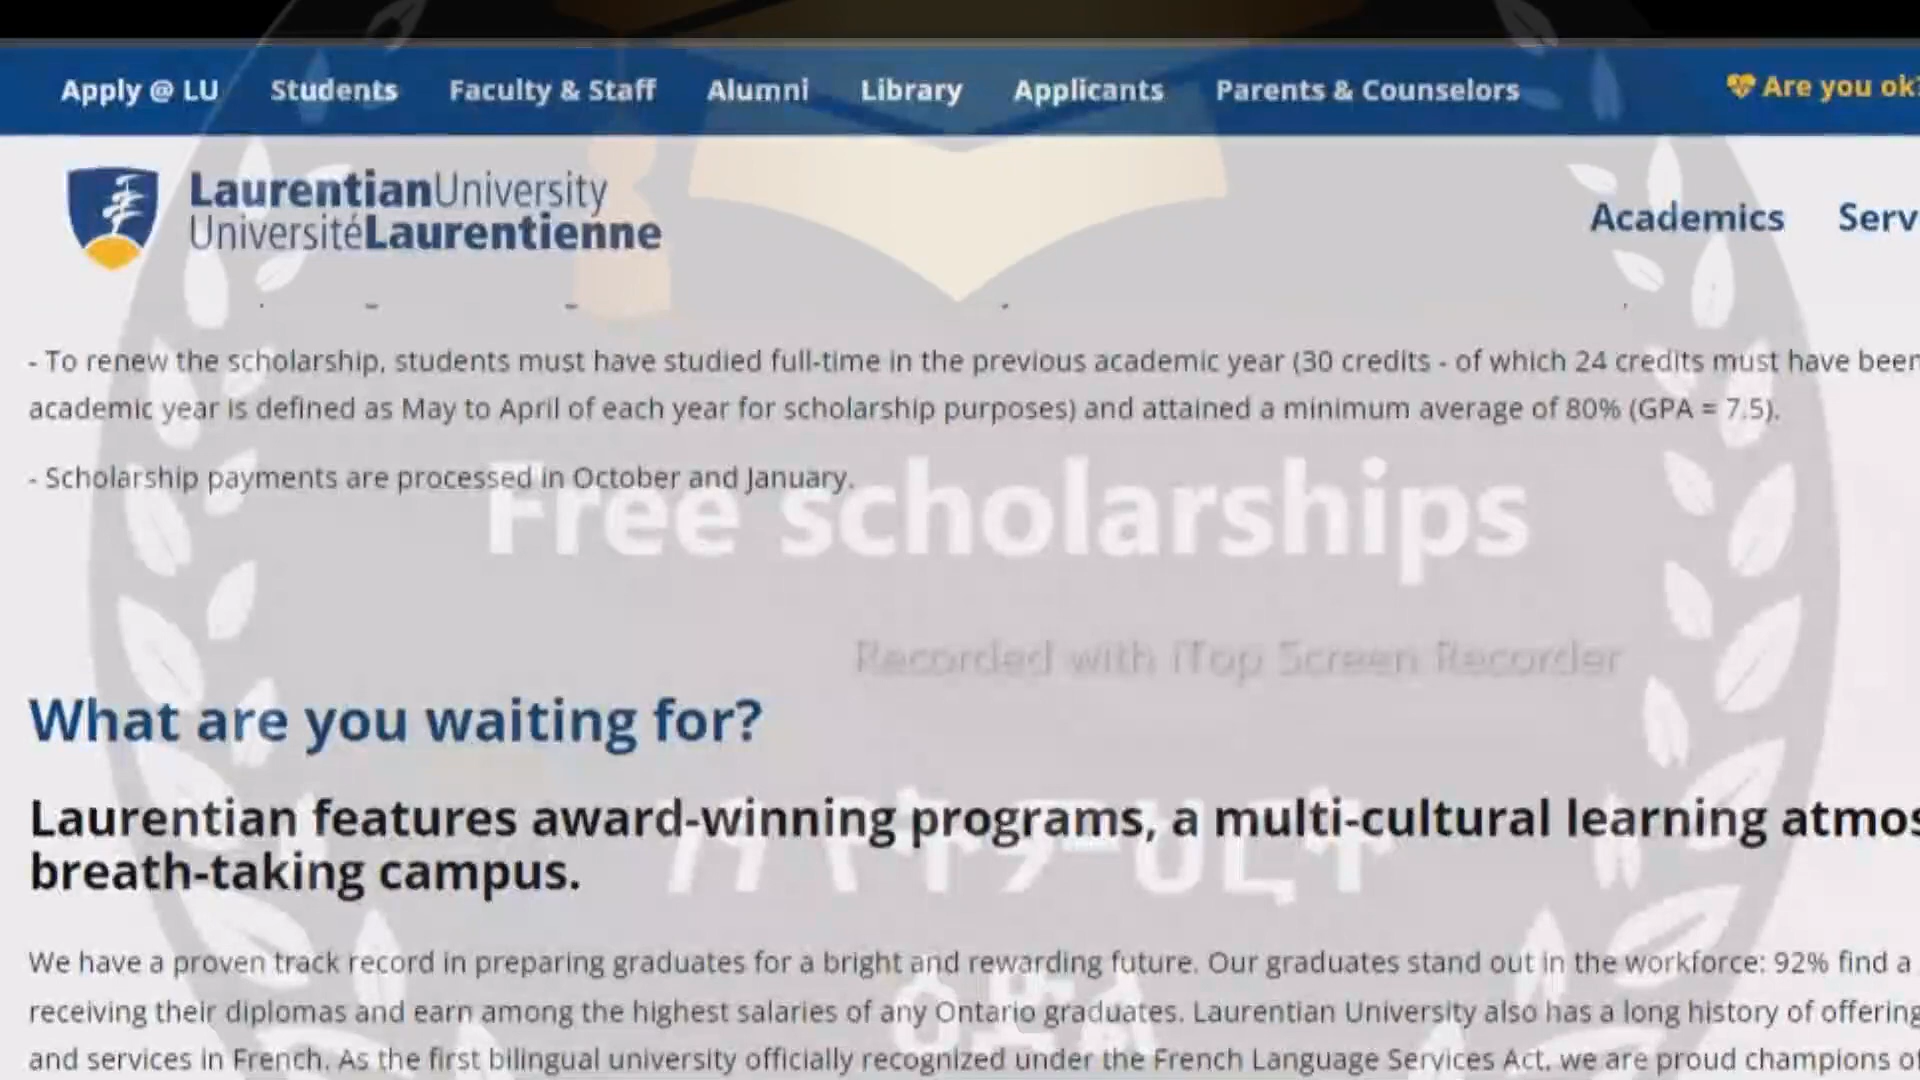 Apply @ LU Students Faculty & Staff Alumni Library Applicants Parents & Counselors Are you ok?
LaurentianUniversity
UniversitéLaurentienne
Academics Serv
- To renew the scholarship, students must have studied full-time in the previous academic year (30 credits - of which 24 credits must have been
academic year is defined as May to April of each year for scholarship purposes) and attained a minimum average of 80% (GPA = 7.5).
- Scholarship payments are processed in October and January.
Free scholarships
Recorded with iTop Screen Recorder
What are you waiting for?
Laurentian features award-winning programs, a multi-cultural learning atmos
breath-taking campus.
We have a proven track record in preparing graduates for a bright and rewarding future. Our graduates stand out in the workforce: 92% find a
receiving their diplomas and earn among the highest salaries of any Ontario graduates. Laurentian University also has a long history of offering
and services in French. As the first bilingual university officially recognized under the French Language Services Act, we are proud champions of